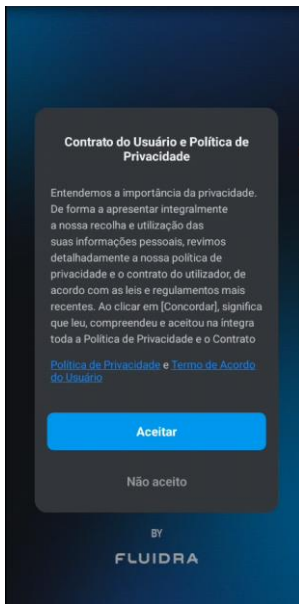 Contrato do Usuário e Política de
Privacidade
Entendemos a importância da privacidade.
De forma a apresentar integralmente
a nossa recolha e utilização das
suas informações pessoais, revimos
detalhadamente a nossa política de
privacidade e o contrato do utilizador, de
acordo com as leis e regulamentos mais
recentes. Ao clicar em [Concordar], significa
que leu, compreendeu e aceitou na íntegra
toda a Política de Privacidade e o Contrato
Política de Privacidade e Termo de Acordo
do Usuário
Aceitar
Não aceito
BY
FLUIDRA